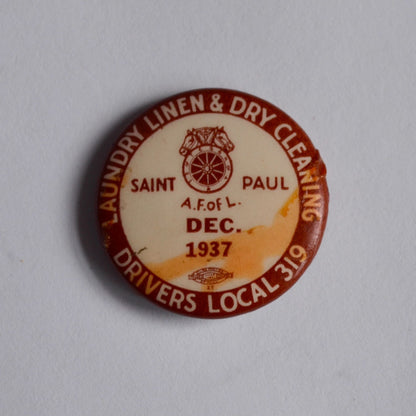 LAUNDRY LINEN & DRY CLEANING
SAINT PAUL
A.F. of L.
DEC.
1937
DRIVERS LOCAL 319